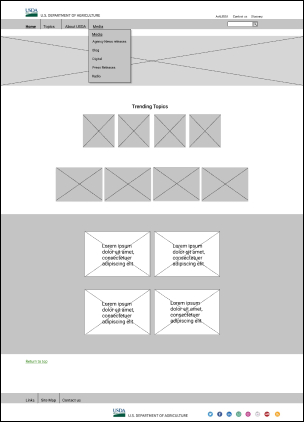 USDA
U.S. DEPARTMENT OF AGRICULTURE
AskUSDA Contact us Glossary
Home Topics About USDA Media
Media
Agency News releases
Blog
Digital
Press Releases
Radio
Trending Topics
Lorem ipsum
dolor sit amet,
consectetuer
adipiscing elit
Lorem ipsum
dolor sit amet,
consectetuer
adipiscing elit
Lorem ipsum
dolor sit amet,
consectetuer
adipiscing elit
Lorem ipsum
dolor sit amet,
consectetuer
adipiscing elit
Return to top
Links Site Map Contact us
USDA
U.S. DEPARTMENT OF AGRICULTURE